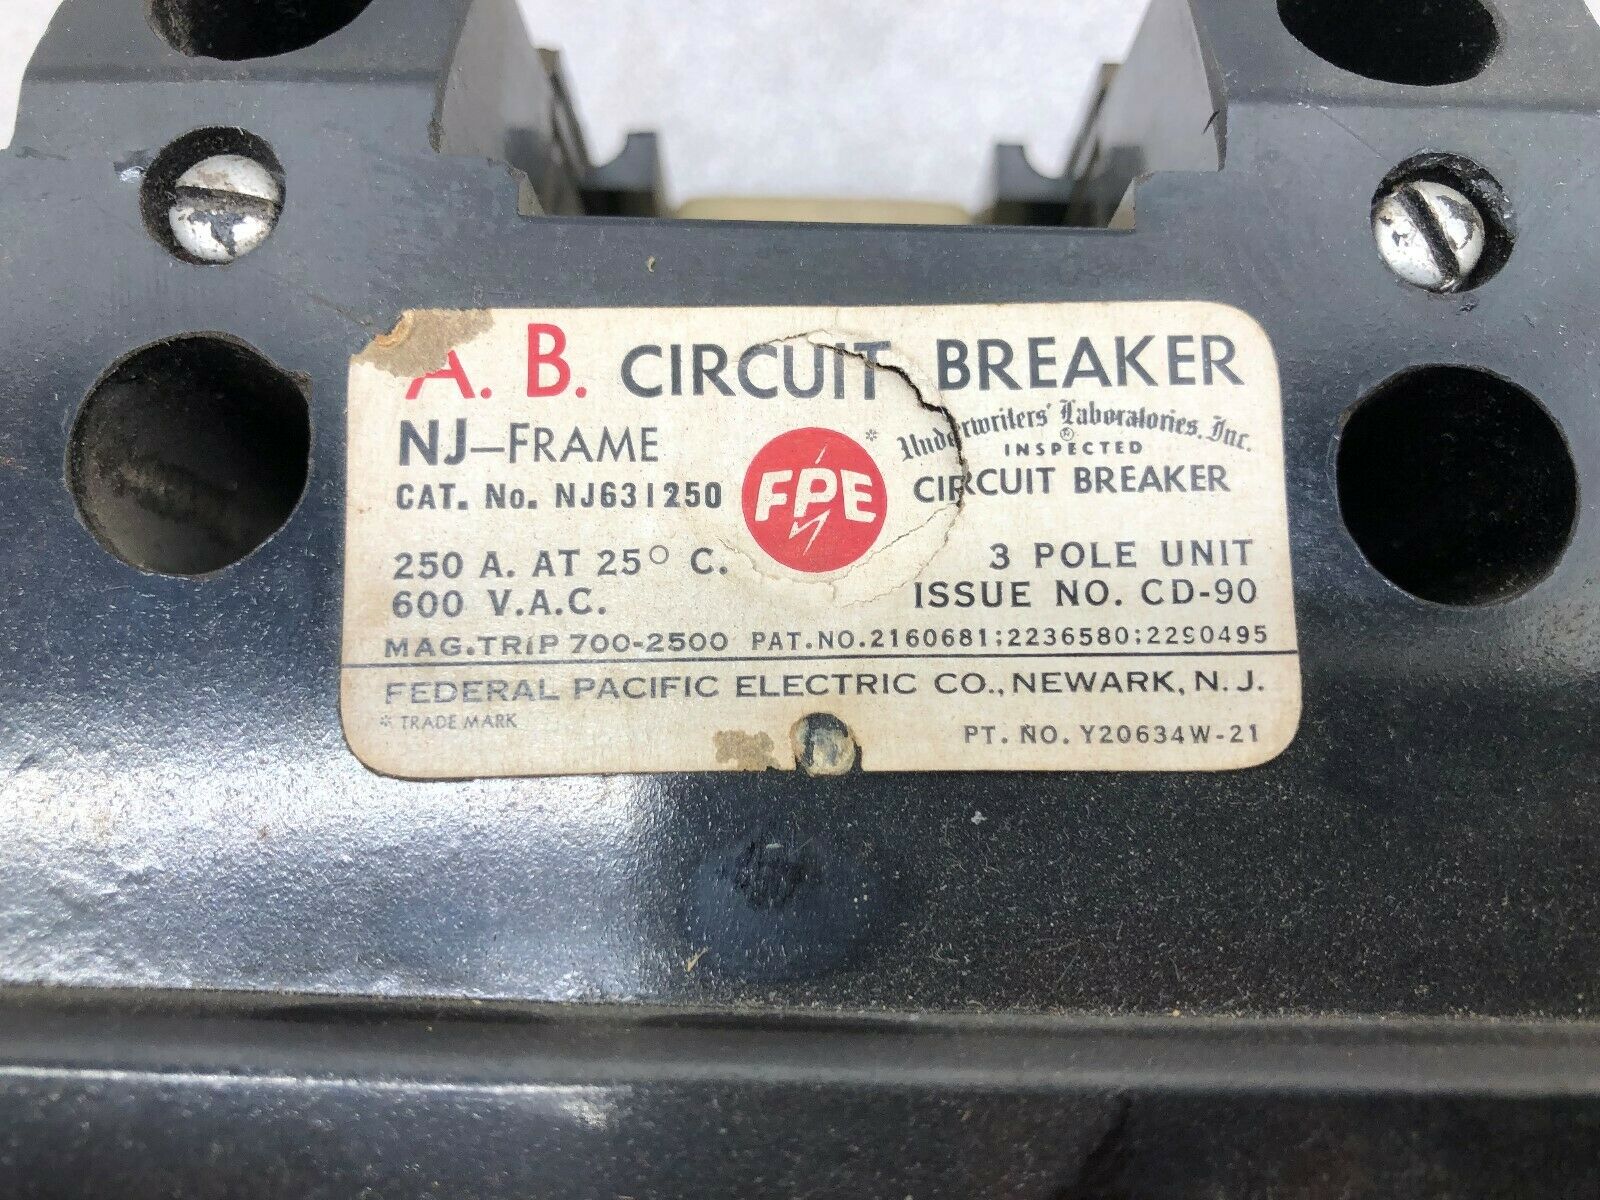 A. B. CIRCUIT BREAKER
NJ-FRAME
CAT. No. NJ631250
FPE
*
Underwriters' Laboratories, Inc.
®
INSPECTED
CIRCUIT BREAKER
250 A. AT 25° C.
600 V.A.C.
3 POLE UNIT
ISSUE NO. CD-90
MAG.TRIP 700-2500 PAT.NO.2160681;2236580;2290495
FEDERAL PACIFIC ELECTRIC CO., NEWARK, N. J.
* TRADE MARK
PT. NO. Y20634W-21